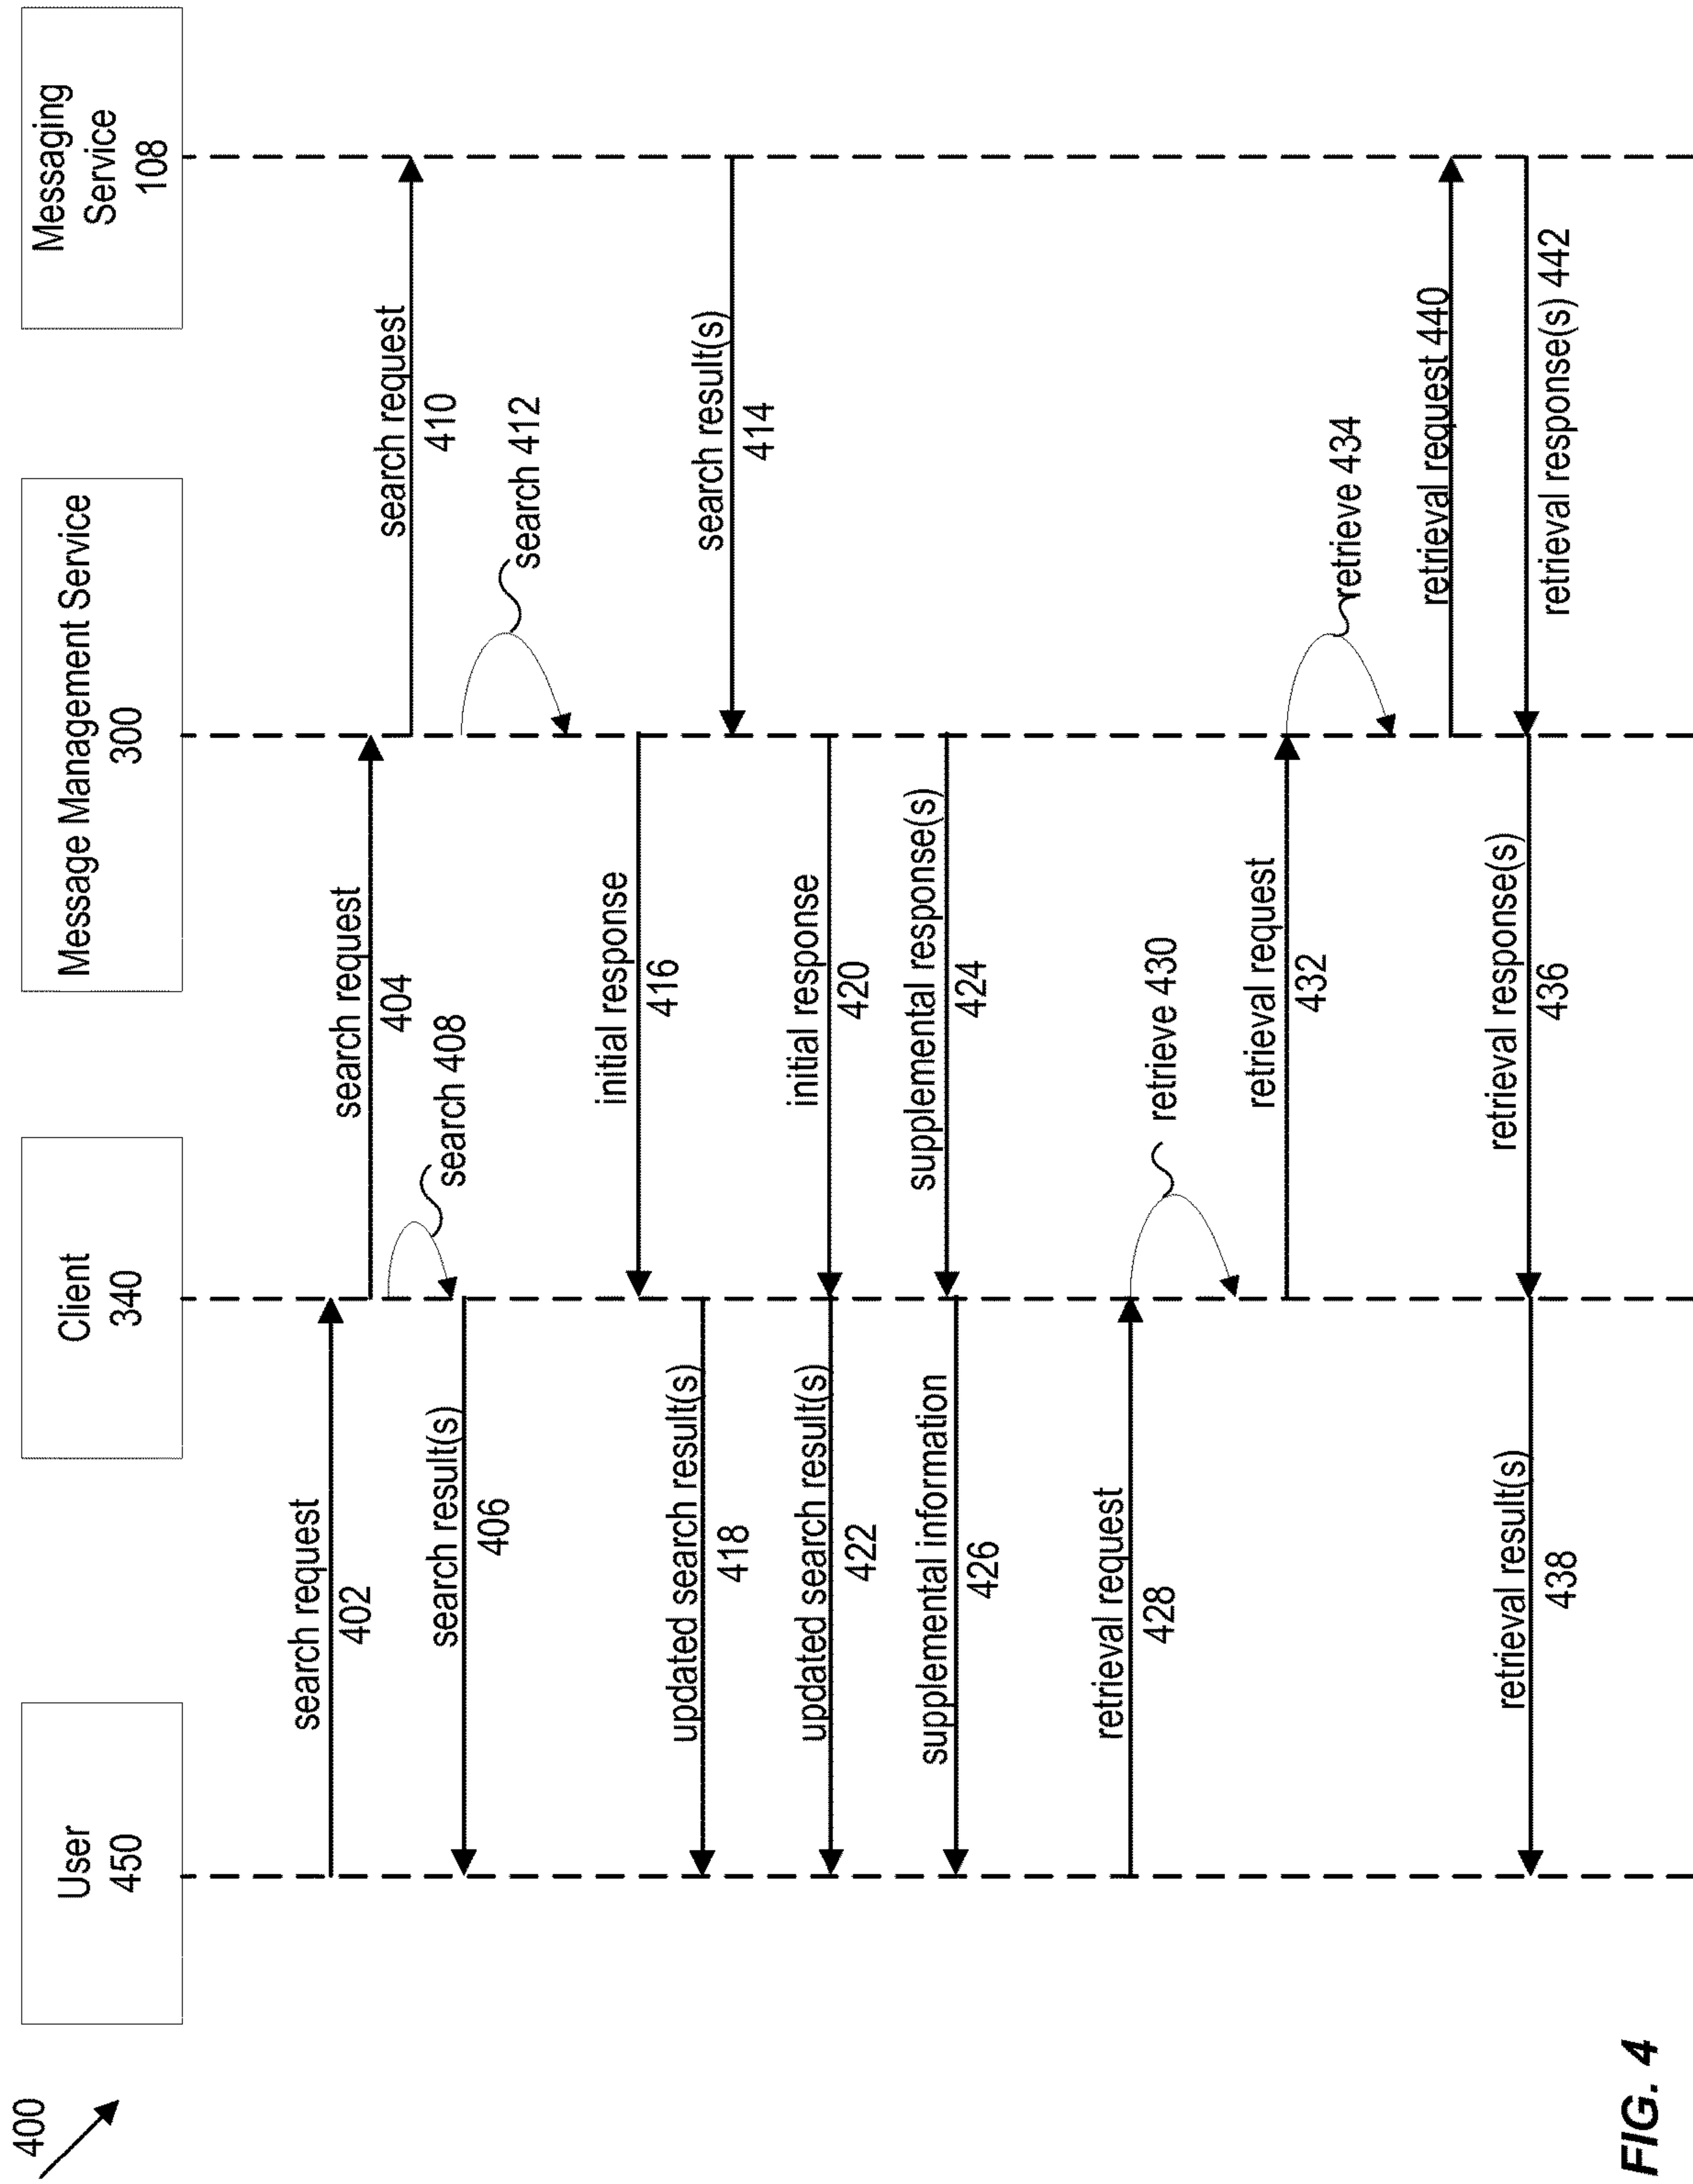 400
User
450
Client
340
Message Management Service
300
Messaging
Service
108
search request
402
search request
404
search request
410
search 408
search result(s)
406
search 412
initial response
416
updated search result(s)
418
search result(s)
414
initial response
420
updated search result(s)
422
supplemental response(s)
424
supplemental information
426
retrieval request
428
retrieve 430
retrieval request
432
retrieve 434
retrieval request 440
retrieval response(s) 442
retrieval response(s)
436
retrieval result(s)
438
FIG. 4